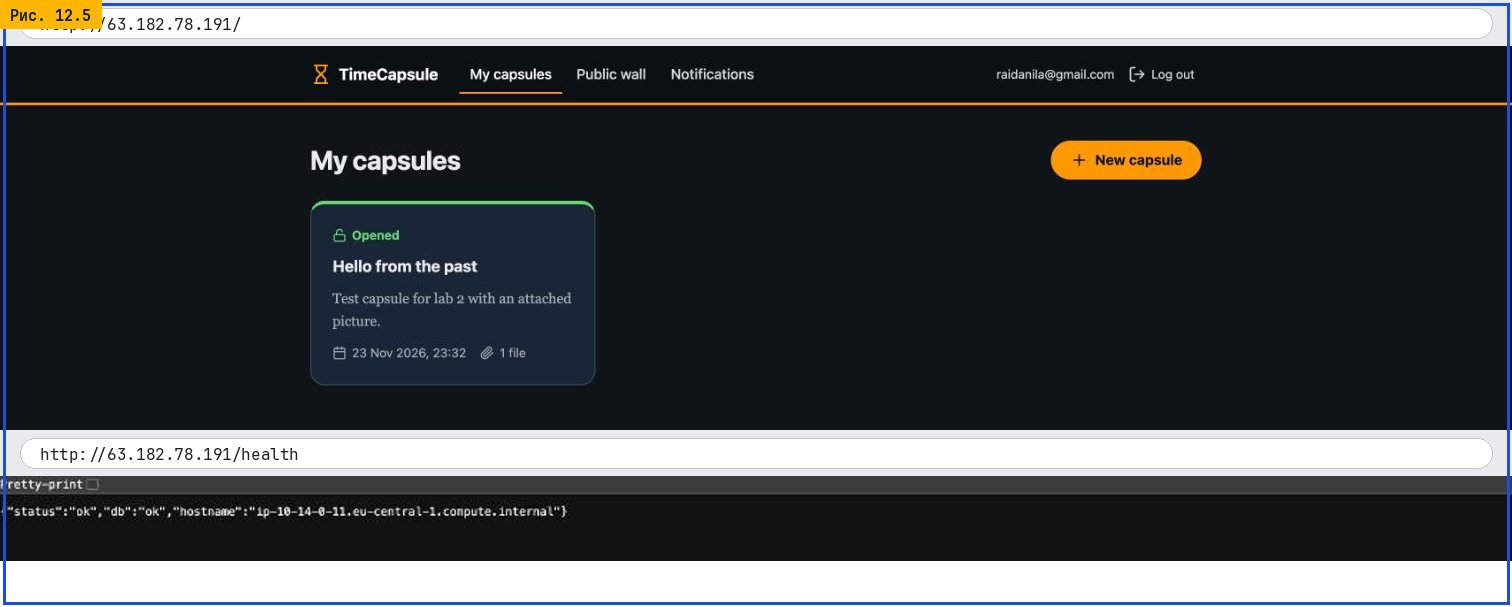 Рис. 12.5
http://63.182.78.191/
TimeCapsule My capsules Public wall Notifications raidanila@gmail.com Log out
My capsules
+ New capsule
Opened
Hello from the past
Test capsule for lab 2 with an attached
picture.
23 Nov 2026, 23:32 1 file
http://63.182.78.191/health
Pretty-print
{"status":"ok","db":"ok","hostname":"ip-10-14-0-11.eu-central-1.compute.internal"}